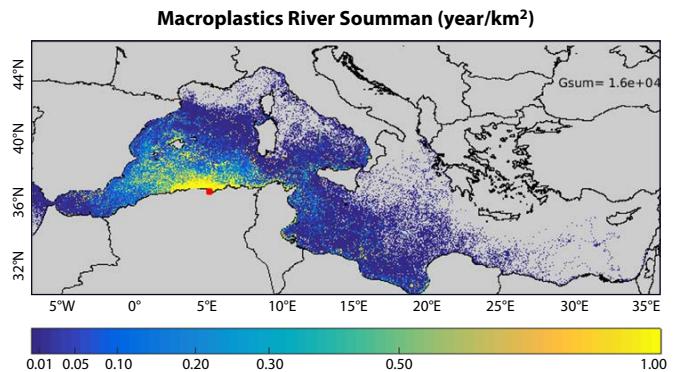 Macroplastics River Soumman (year/km²)
Gsum= 1.6e+04
44°N
40°N
36°N
32°N
5°W 0° 5°E 10°E 15°E 20°E 25°E 30°E 35°E
0.01 0.05 0.10 0.20 0.30 0.50 1.00